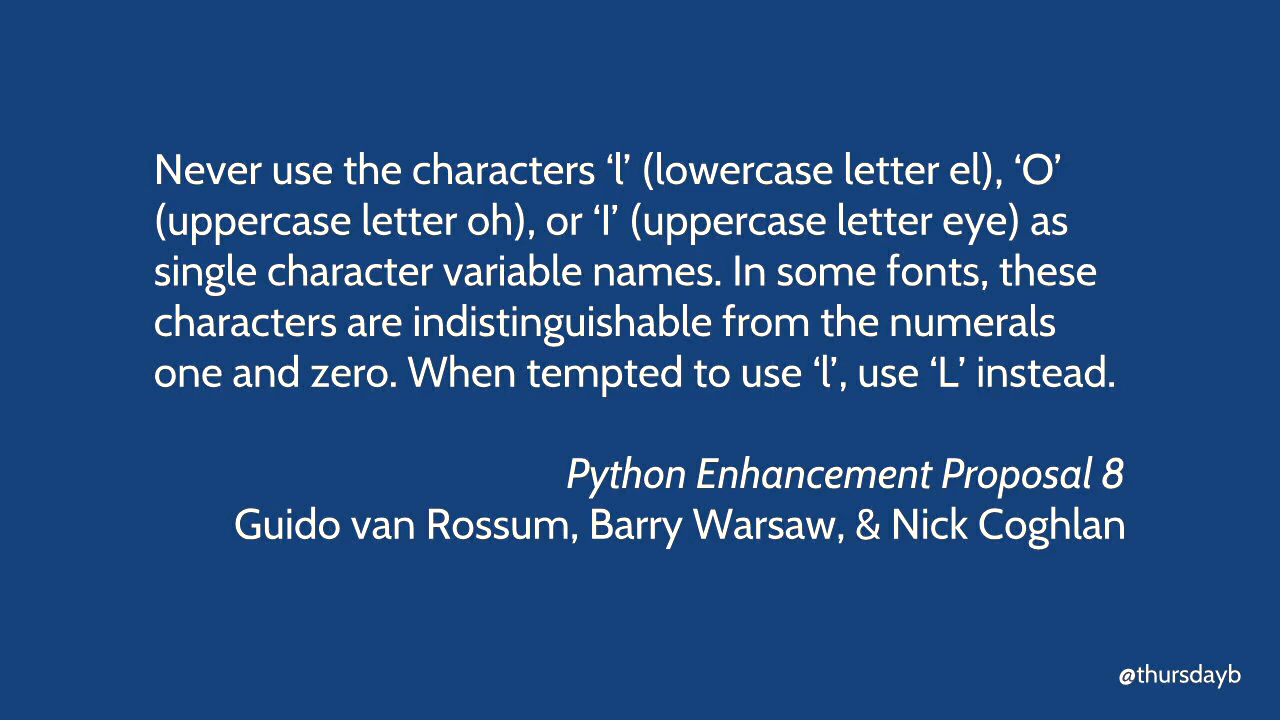 Never use the characters ‘l’ (lowercase letter el), ‘O’
(uppercase letter oh), or ‘I’ (uppercase letter eye) as
single character variable names. In some fonts, these
characters are indistinguishable from the numerals
one and zero. When tempted to use ‘l’, use ‘L’ instead.
Python Enhancement Proposal 8
Guido van Rossum, Barry Warsaw, & Nick Coghlan
@thursdayb